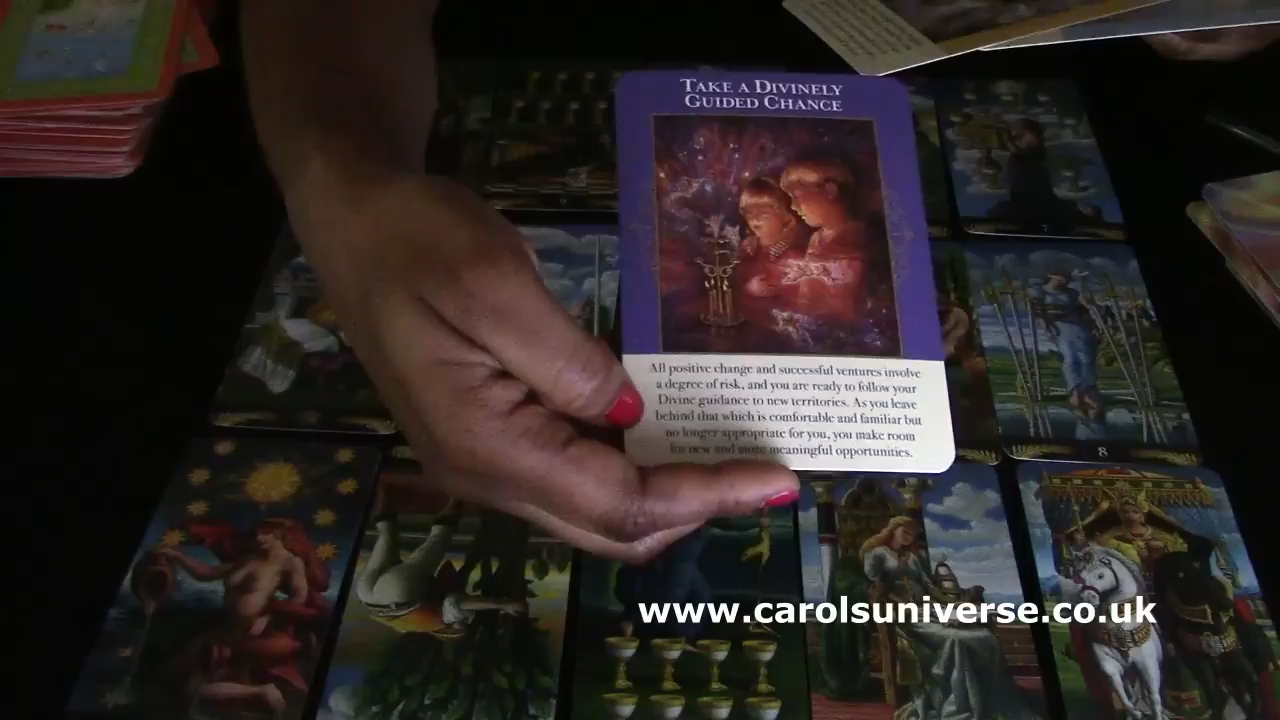 TAKE A DIVINELY
GUIDED CHANCE
All positive change and successful ventures involve
a degree of risk, and you are ready to follow your
Divine guidance to new territories. As you leave
behind that which is comfortable and familiar but
no longer appropriate for you, you make room
for new and more meaningful opportunities.
8
www.carolsuniverse.co.uk